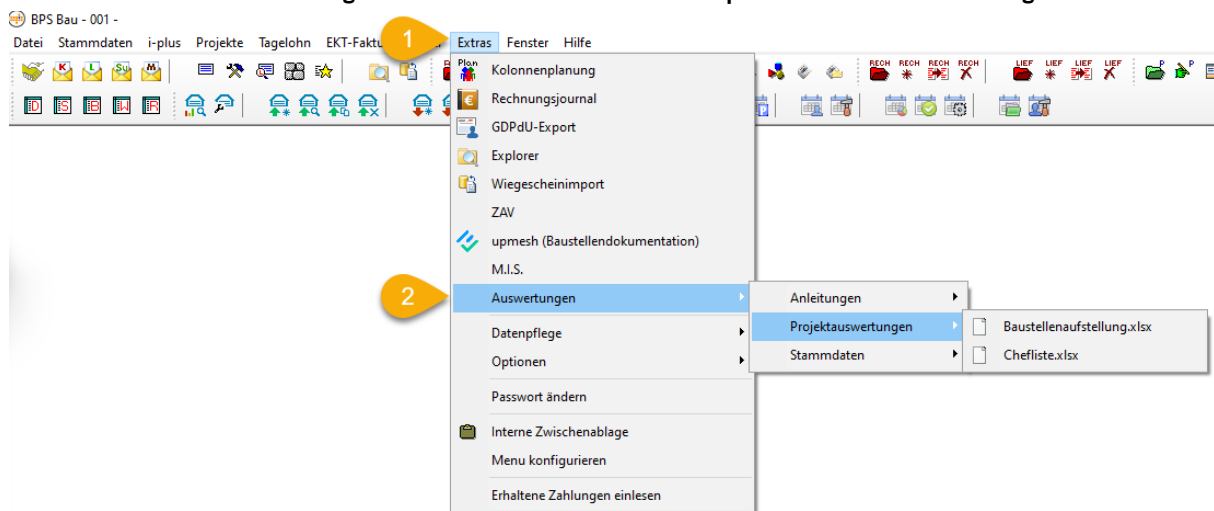 BPS Bau - 001 -
Datei Stammdaten i-plus Projekte Tagelohn EKT-Faktu 1 Extras Fenster Hilfe
K L Su M RECH RECH RECH RECH LIEF LIEF LIEF LIEF P P
D S B W R
Plan Kolonnenplanung
Rechnungsjournal
GDPdU-Export
Explorer
Wiegescheinimport
ZAV
upmesh (Baustellendokumentation)
M.I.S.
2 Auswertungen Anleitungen
Projektauswertungen Baustellenaufstellung.xlsx
Datenpflege
Optionen Stammdaten Chefliste.xlsx
Passwort ändern
Interne Zwischenablage
Menu konfigurieren
Erhaltene Zahlungen einlesen